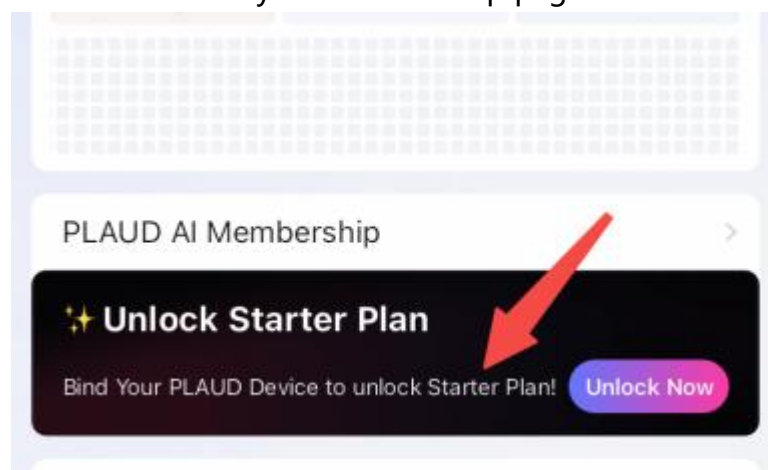 PLAUD AI Membership
✨ Unlock Starter Plan
Bind Your PLAUD Device to unlock Starter Plan!
Unlock Now